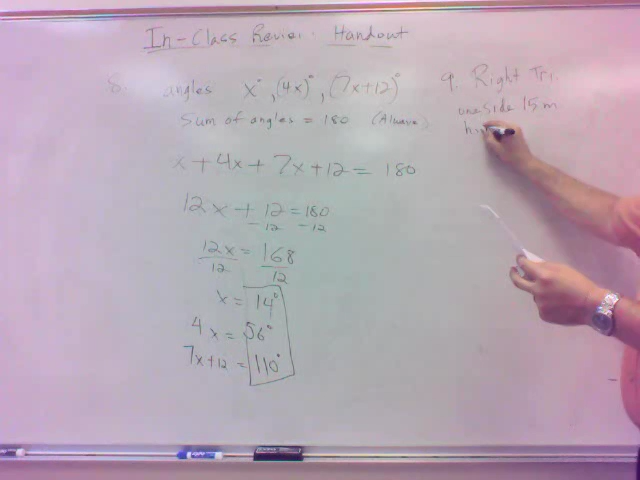 In-Class Review: Handout
8. angles x°, (4x)°, (7x+12)°
Sum of angles = 180 (Always)
x + 4x + 7x + 12 = 180
12x + 12 = 180
- 12 - 12
12x = 168
12 12
x = 14°
4x = 56°
7x+12 = 110°
9. Right Tri.
one side 15 m